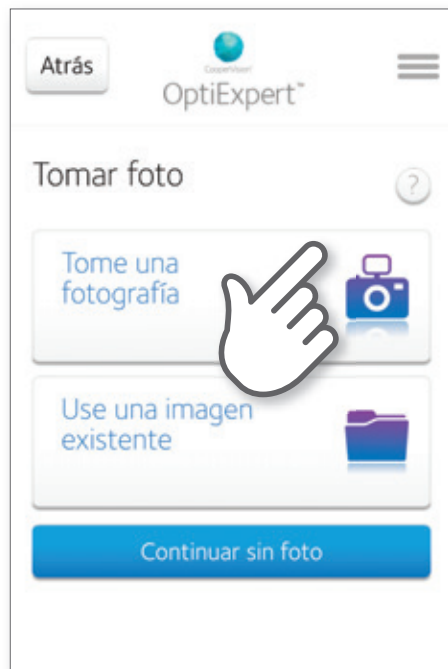 Atrás
CooperVision®
OptiExpert™
Tomar foto
?
Tome una
fotografía
Use una imagen
existente
Continuar sin foto